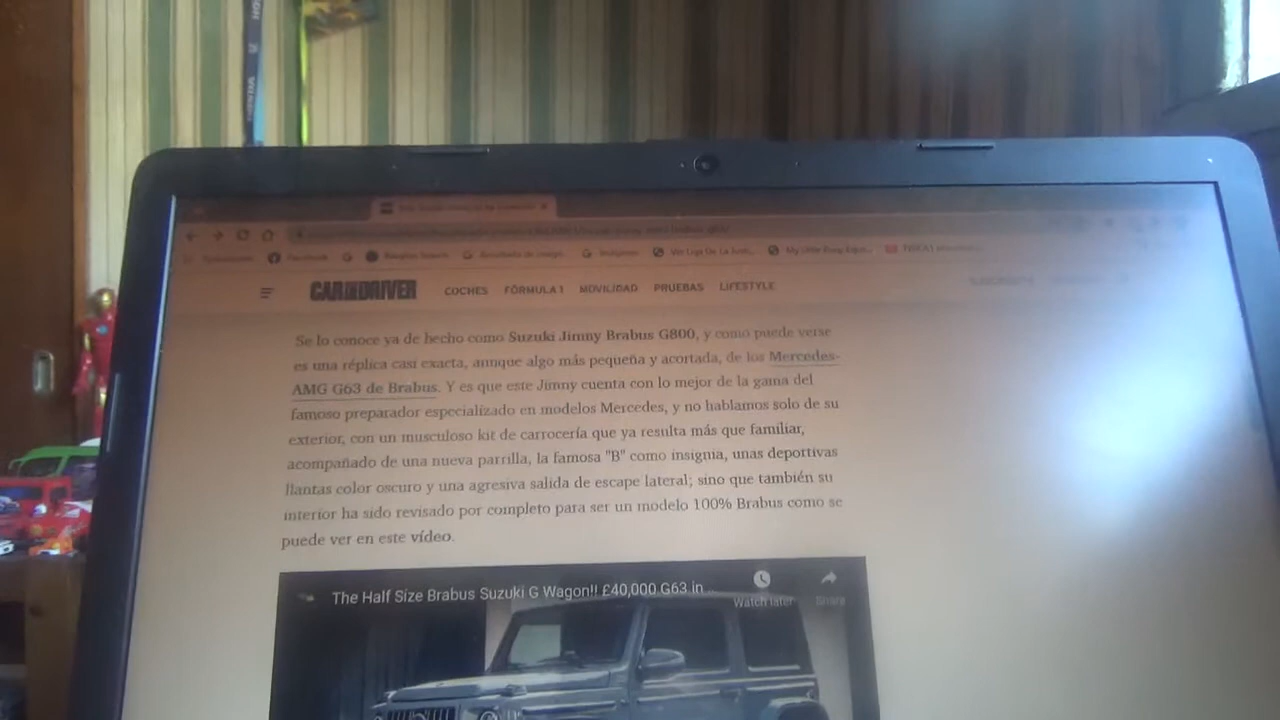 Facebook
CARANDDRIVER COCHES FÓRMULA 1 MOVILIDAD PRUEBAS LIFESTYLE
Se lo conoce ya de hecho como Suzuki Jimny Brabus G800, y como puede verse
es una réplica casi exacta, aunque algo más pequeña y acortada, de los Mercedes-
AMG G63 de Brabus. Y es que este Jimny cuenta con lo mejor de la gama del
famoso preparador especializado en modelos Mercedes, y no hablamos solo de su
exterior, con un musculoso kit de carrocería que ya resulta más que familiar,
acompañado de una nueva parrilla, la famosa "B" como insignia, unas deportivas
llantas color oscuro y una agresiva salida de escape lateral; sino que también su
interior ha sido revisado por completo para ser un modelo 100% Brabus como se
puede ver en este vídeo.
The Half Size Brabus Suzuki G Wagon!! £40,000 G63 in ...
Watch later Share